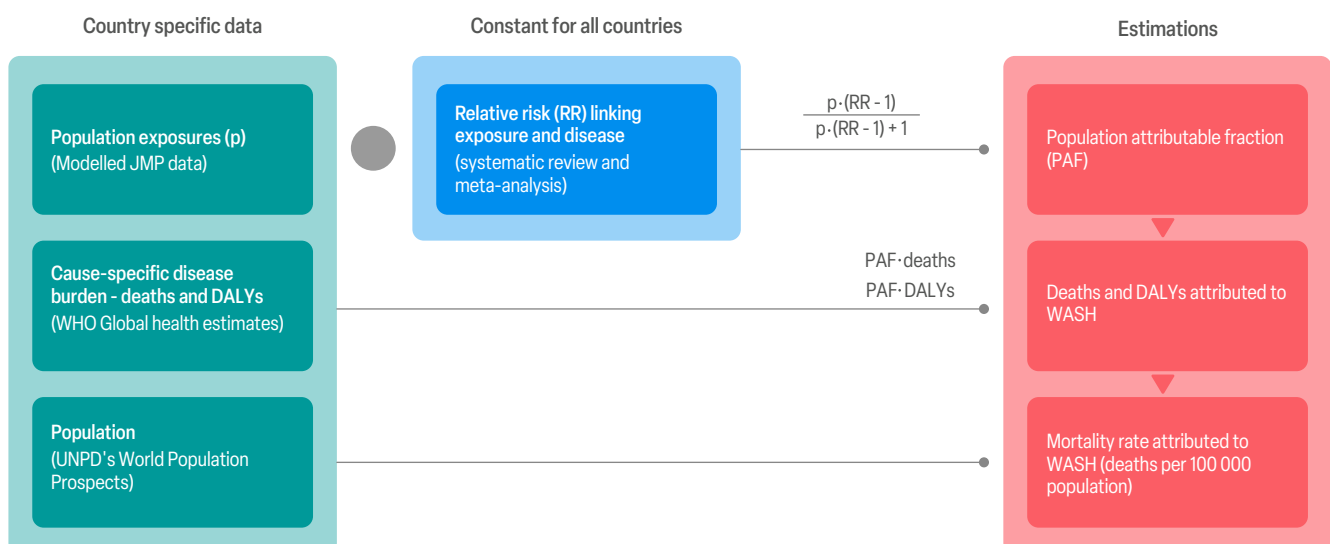 Country specific data
Constant for all countries
Estimations
Population exposures (p)
(Modelled JMP data)
Relative risk (RR) linking
exposure and disease
(systematic review and
meta-analysis)
p·(RR - 1)
p·(RR - 1) + 1
Population attributable fraction
(PAF)
Cause-specific disease
burden - deaths and DALYs
(WHO Global health estimates)
PAF·deaths
PAF·DALYs
Deaths and DALYs attributed to
WASH
Population
(UNPD's World Population
Prospects)
Mortality rate attributed to
WASH (deaths per 100 000
population)